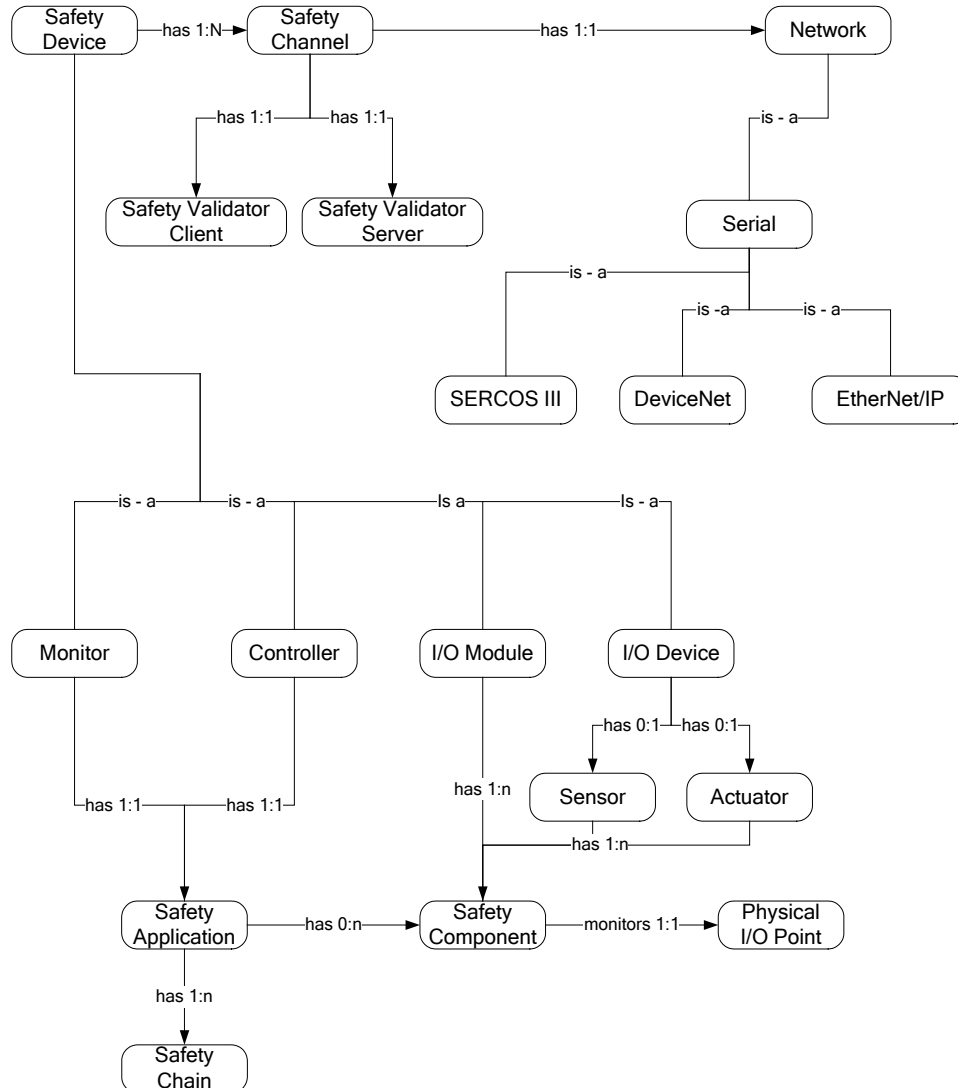 Safety
Device
has 1:N
Safety
Channel
has 1:1
Network
has 1:1
has 1:1
is - a
Safety Validator
Client
Safety Validator
Server
Serial
is - a
is -a
is - a
SERCOS III
DeviceNet
EtherNet/IP
is - a
is - a
Is a
Is - a
Monitor
Controller
I/O Module
I/O Device
has 0:1
has 0:1
has 1:n
Sensor
Actuator
has 1:1
has 1:1
has 1:n
Safety
Application
has 0:n
Safety
Component
monitors 1:1
Physical
I/O Point
has 1:n
Safety
Chain